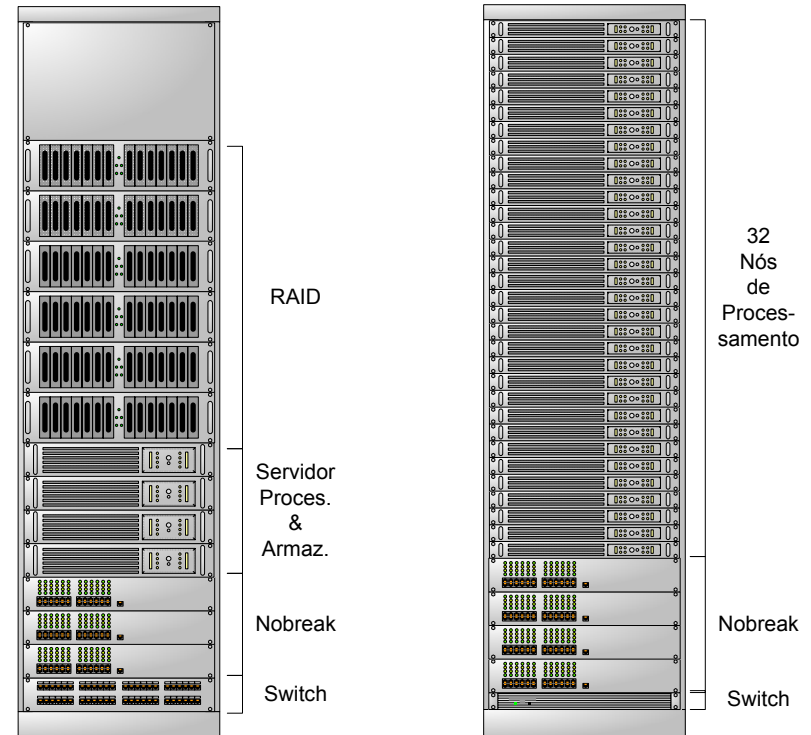 RAID
Servidor
Proces.
&
Armaz.
Nobreak
Switch
32
Nós
de
Proces-
samento
Nobreak
Switch